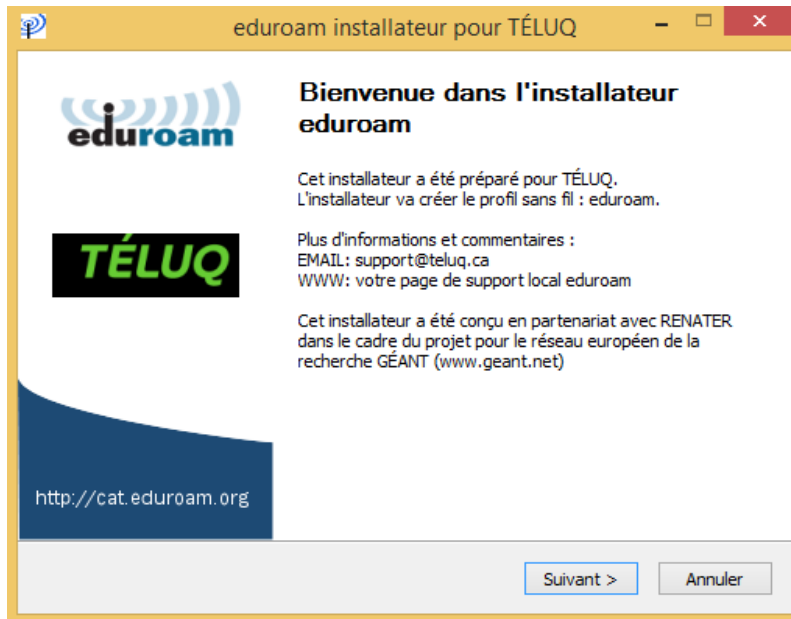 eduroam installateur pour TÉLUQ
eduroam
TÉLUQ
http://cat.eduroam.org
Bienvenue dans l'installateur
eduroam
Cet installateur a été préparé pour TÉLUQ.
L'installateur va créer le profil sans fil : eduroam.
Plus d'informations et commentaires :
EMAIL: support@teluq.ca
WWW: votre page de support local eduroam
Cet installateur a été conçu en partenariat avec RENATER
dans le cadre du projet pour le réseau européen de la
recherche GÉANT (www.geant.net)
Suivant >
Annuler